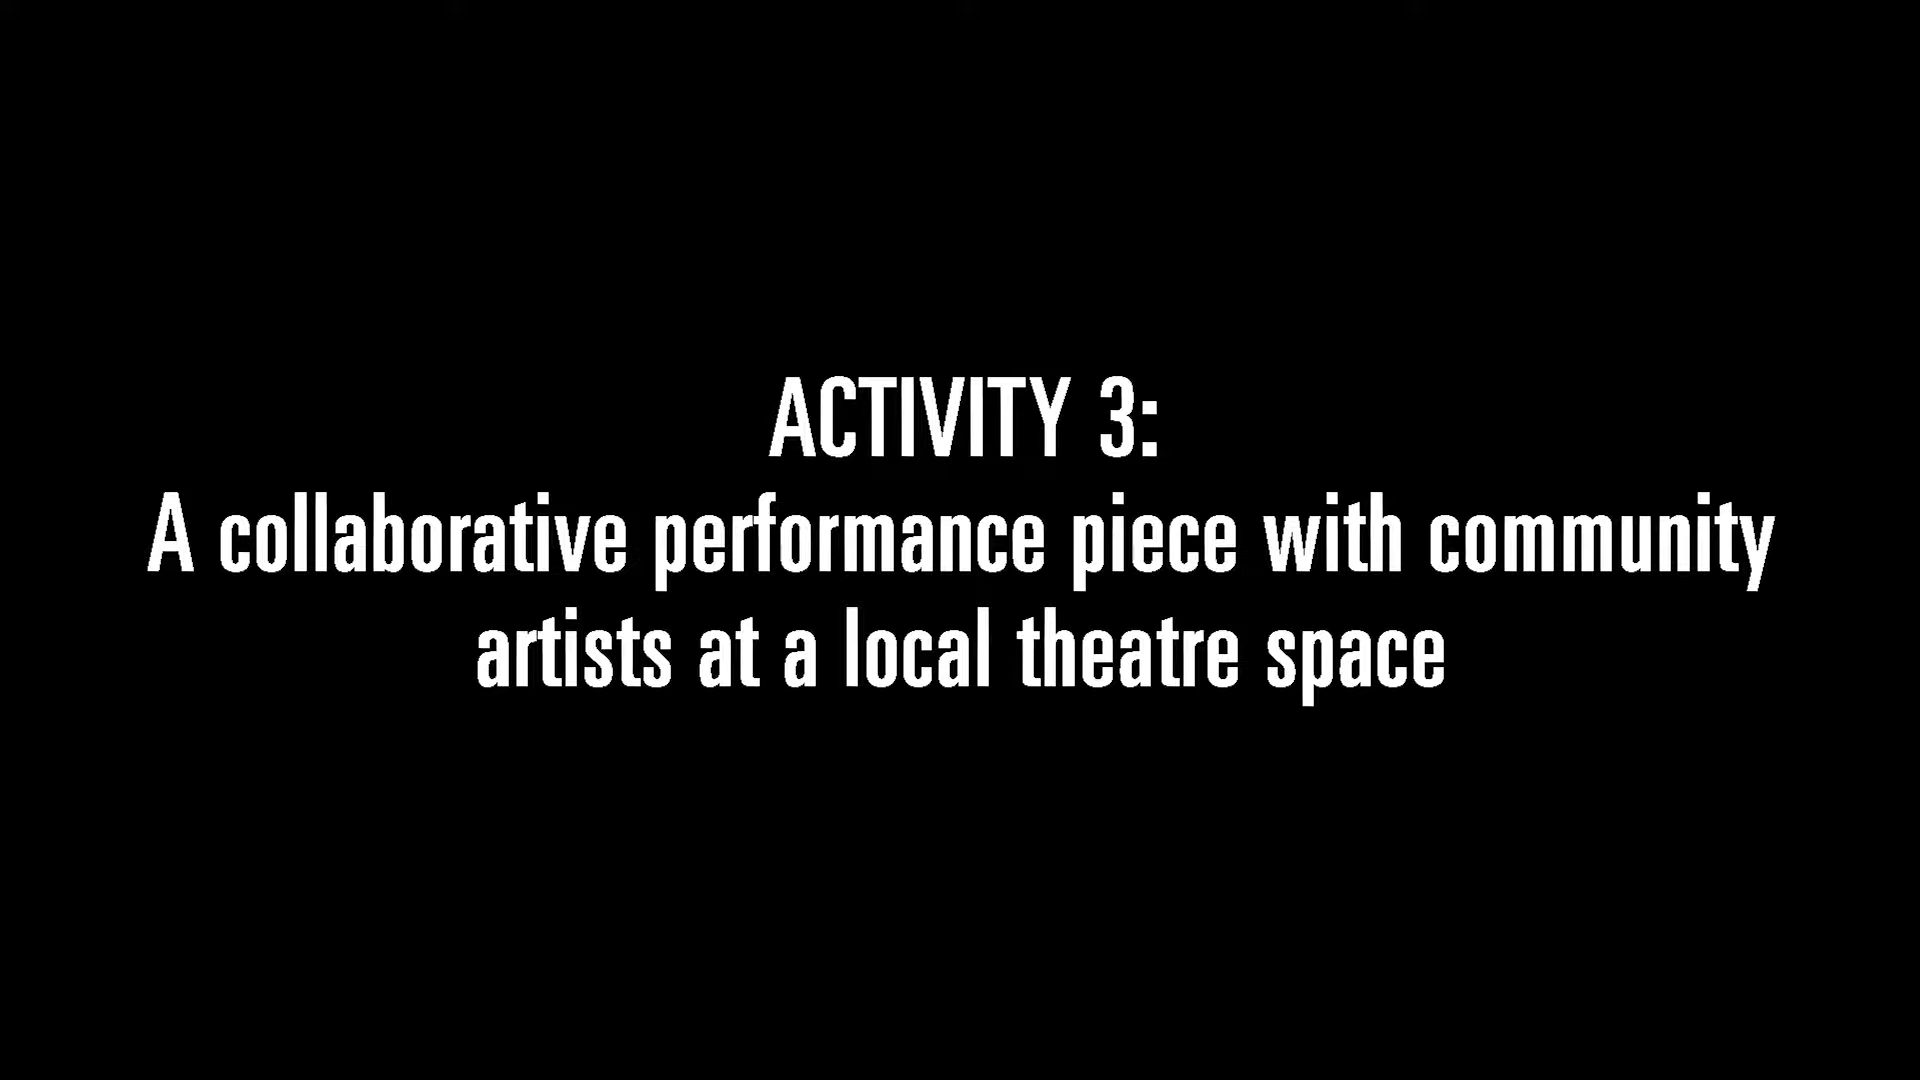 ACTIVITY 3:
A collaborative performance piece with community
artists at a local theatre space